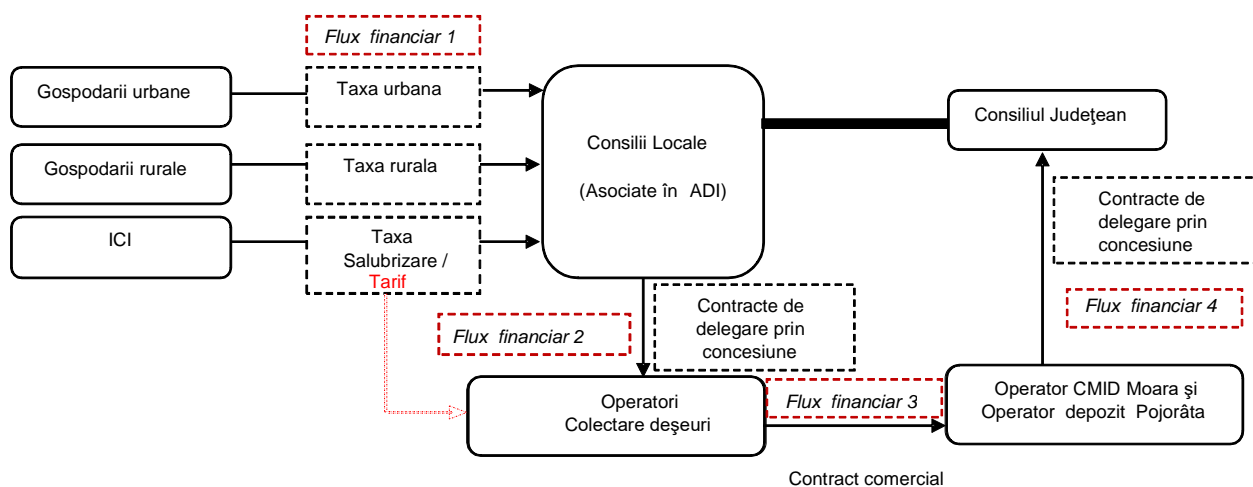 Flux financiar 1
Gospodarii urbane
Taxa urbana
Gospodarii rurale
Taxa rurala
ICI
Taxa
Salubrizare /
Tarif
Consilii Locale
(Asociate în ADI)
Consiliul Judeţean
Contracte de
delegare prin
concesiune
Flux financiar 4
Flux financiar 2
Contracte de
delegare prin
concesiune
Operatori
Colectare deşeuri
Flux financiar 3
Operator CMID Moara şi
Operator depozit Pojorâta
Contract comercial